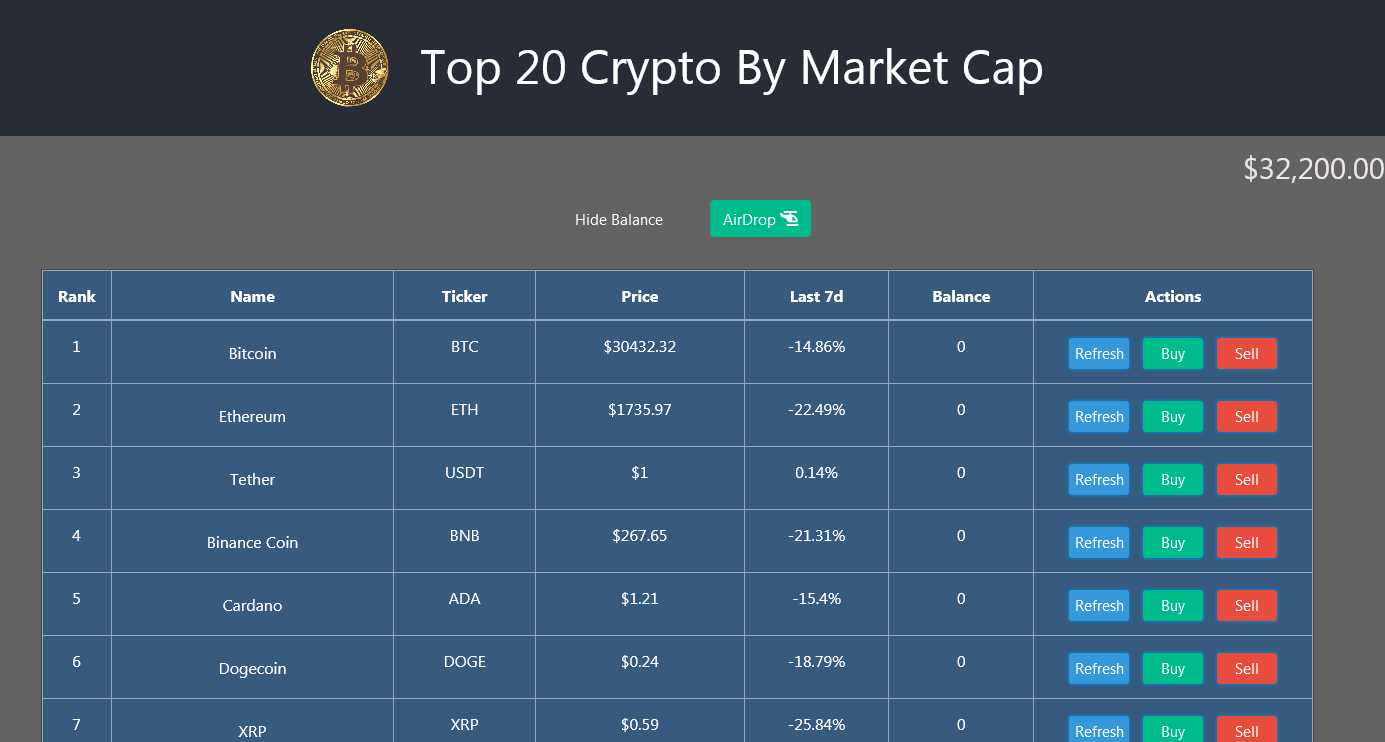 Top 20 Crypto By Market Cap
$32,200.00
Hide Balance AirDrop
Rank Name Ticker Price Last 7d Balance Actions
1 Bitcoin BTC $30432.32 -14.86% 0 Refresh Buy Sell
2 Ethereum ETH $1735.97 -22.49% 0 Refresh Buy Sell
3 Tether USDT $1 0.14% 0 Refresh Buy Sell
4 Binance Coin BNB $267.65 -21.31% 0 Refresh Buy Sell
5 Cardano ADA $1.21 -15.4% 0 Refresh Buy Sell
6 Dogecoin DOGE $0.24 -18.79% 0 Refresh Buy Sell
7 XRP XRP $0.59 -25.84% 0 Refresh Buy Sell